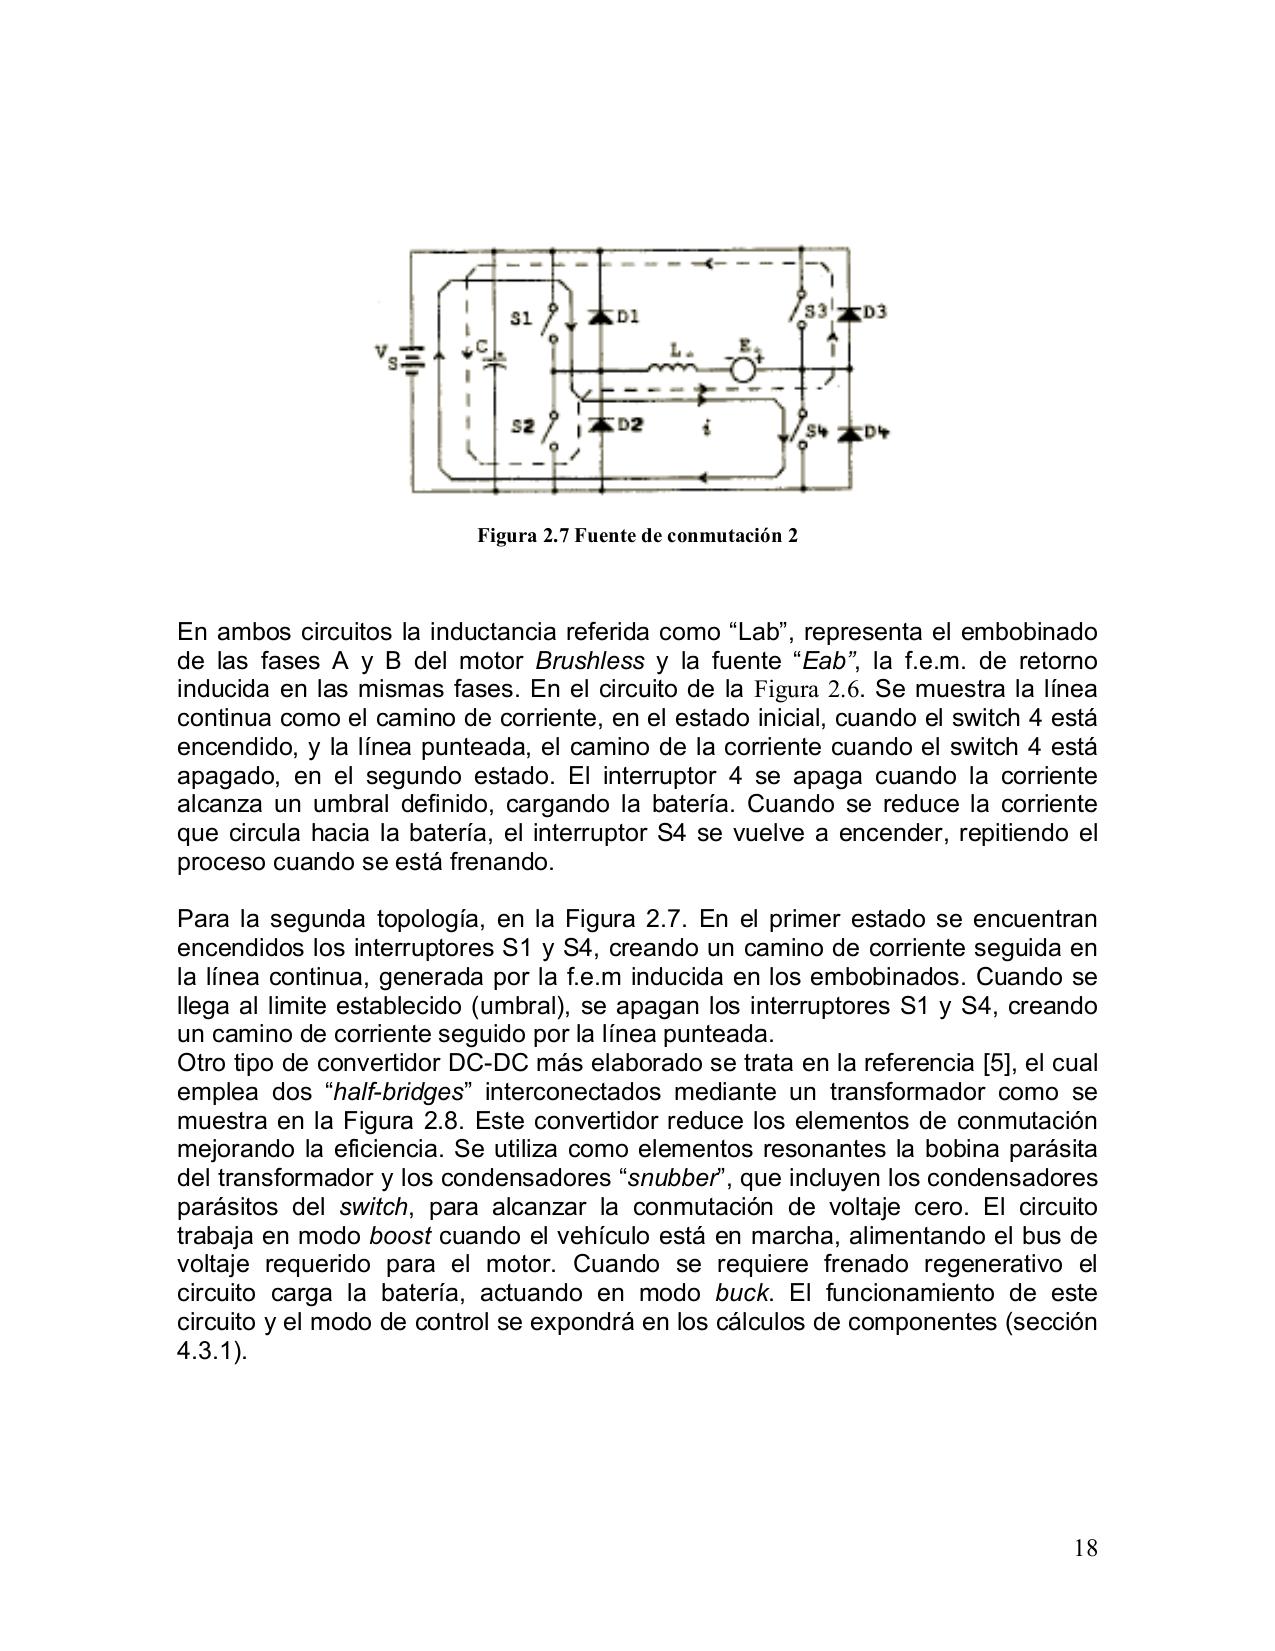 S1
D1
S3
D3
Vs
C
L
E
- +
S2
D2
i
S4
D4
Figura 2.7 Fuente de conmutación 2
En ambos circuitos la inductancia referida como “Lab”, representa el embobinado
de las fases A y B del motor Brushless y la fuente “Eab”, la f.e.m. de retorno
inducida en las mismas fases. En el circuito de la Figura 2.6. Se muestra la línea
continua como el camino de corriente, en el estado inicial, cuando el switch 4 está
encendido, y la línea punteada, el camino de la corriente cuando el switch 4 está
apagado, en el segundo estado. El interruptor 4 se apaga cuando la corriente
alcanza un umbral definido, cargando la batería. Cuando se reduce la corriente
que circula hacia la batería, el interruptor S4 se vuelve a encender, repitiendo el
proceso cuando se está frenando.
Para la segunda topología, en la Figura 2.7. En el primer estado se encuentran
encendidos los interruptores S1 y S4, creando un camino de corriente seguida en
la línea continua, generada por la f.e.m inducida en los embobinados. Cuando se
llega al limite establecido (umbral), se apagan los interruptores S1 y S4, creando
un camino de corriente seguido por la línea punteada.
Otro tipo de convertidor DC-DC más elaborado se trata en la referencia [5], el cual
emplea dos “half-bridges” interconectados mediante un transformador como se
muestra en la Figura 2.8. Este convertidor reduce los elementos de conmutación
mejorando la eficiencia. Se utiliza como elementos resonantes la bobina parásita
del transformador y los condensadores “snubber”, que incluyen los condensadores
parásitos del switch, para alcanzar la conmutación de voltaje cero. El circuito
trabaja en modo boost cuando el vehículo está en marcha, alimentando el bus de
voltaje requerido para el motor. Cuando se requiere frenado regenerativo el
circuito carga la batería, actuando en modo buck. El funcionamiento de este
circuito y el modo de control se expondrá en los cálculos de componentes (sección
4.3.1).
18